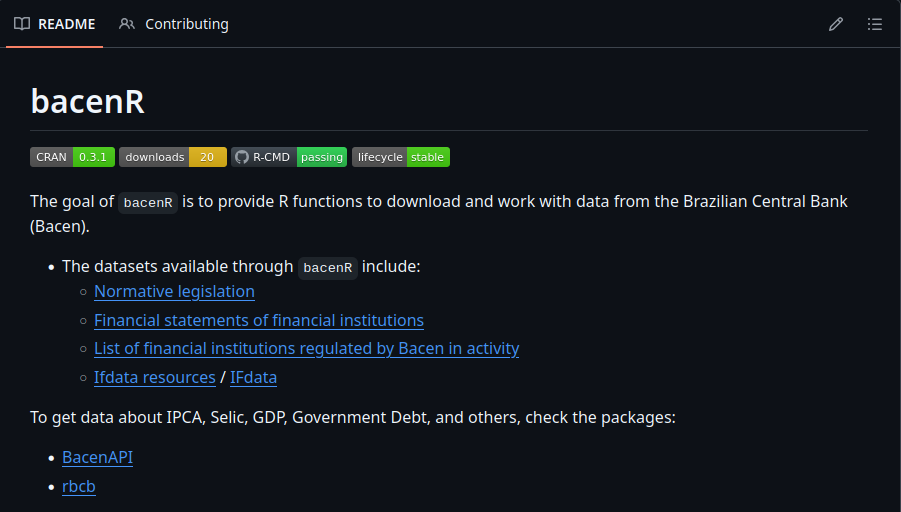 README Contributing
bacenR
CRAN 0.3.1 downloads 20 R-CMD passing lifecycle stable
The goal of bacenR is to provide R functions to download and work with data from the Brazilian Central Bank
(Bacen).
The datasets available through bacenR include:
Normative legislation
Financial statements of financial institutions
List of financial institutions regulated by Bacen in activity
Ifdata resources / IFdata
To get data about IPCA, Selic, GDP, Government Debt, and others, check the packages:
BacenAPI
rbcb